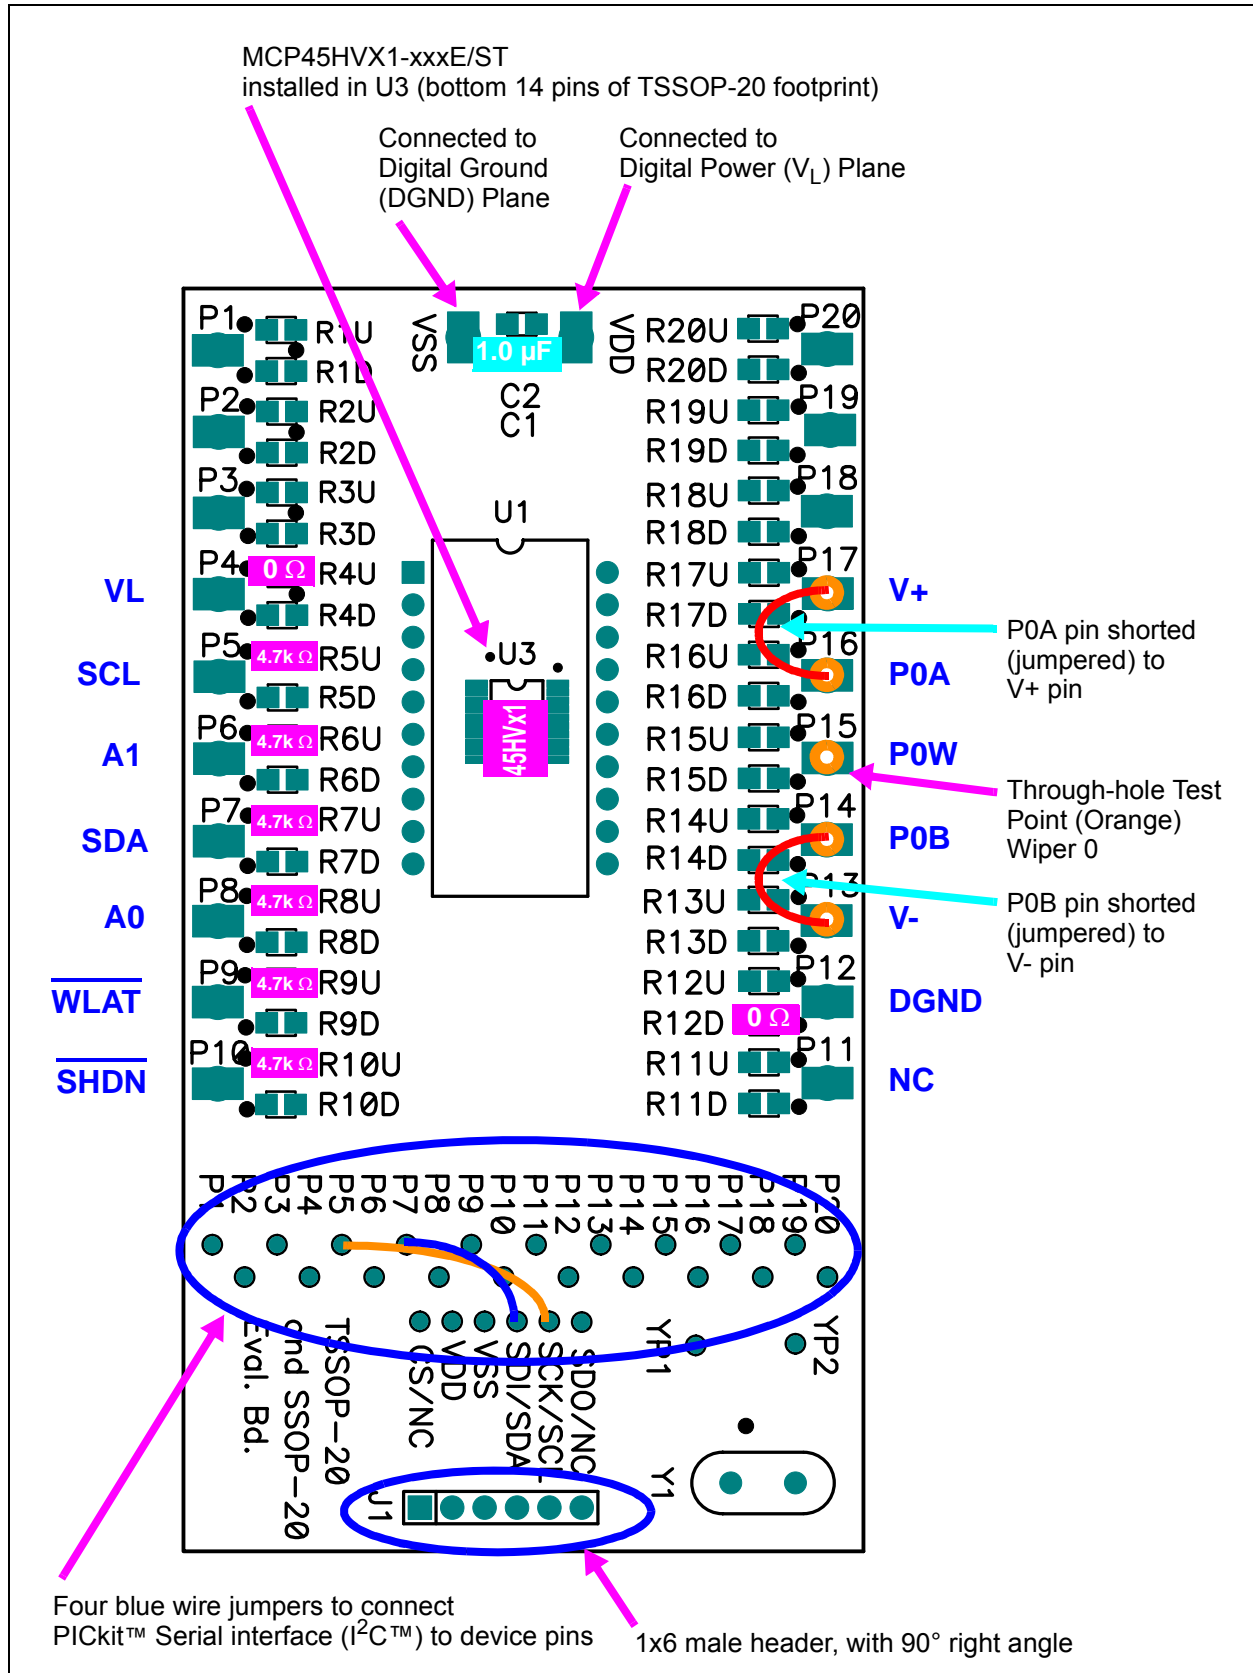 MCP45HVX1-xxxE/ST
installed in U3 (bottom 14 pins of TSSOP-20 footprint)
Connected to
Digital Ground
(DGND) Plane
Connected to
Digital Power (VL) Plane
P1
R1U
R1D
P2
R2U
R2D
P3
R3U
R3D
P4
0 Ω
R4U
R4D
P5
4.7k Ω
R5U
R5D
P6
4.7k Ω
R6U
R6D
P7
4.7k Ω
R7U
R7D
P8
4.7k Ω
R8U
R8D
P9
4.7k Ω
R9U
R9D
P10
4.7k Ω
R10U
R10D
VL
SCL
A1
SDA
A0
WLAT
SHDN
VSS
1.0 µF
VDD
C2
C1
U1
U3
45HVx1
R20U
P20
R20D
R19U
P19
R19D
R18U
P18
R18D
R17U
P17
R17D
R16U
P16
R16D
R15U
P15
R15D
R14U
P14
R14D
R13U
P13
R13D
R12U
P12
R12D
0 Ω
R11U
P11
R11D
V+
P0A
P0W
P0B
V-
DGND
NC
P0A pin shorted
(jumpered) to
V+ pin
Through-hole Test
Point (Orange)
Wiper 0
P0B pin shorted
(jumpered) to
V- pin
P1
P2
P3
P4
P5
P6
P7
P8
P9
P10
P11
P12
P13
P14
P15
P16
P17
P18
P19
P20
TSSOP-20
and SSOP-20
Eval. Bd.
CS/NC
VDD
VSS
SDI/SDA
SCK/SCL
SDO/NC
YP1
YP2
J1
Y1
Four blue wire jumpers to connect
PICkit™ Serial interface (I²C™) to device pins
1x6 male header, with 90° right angle